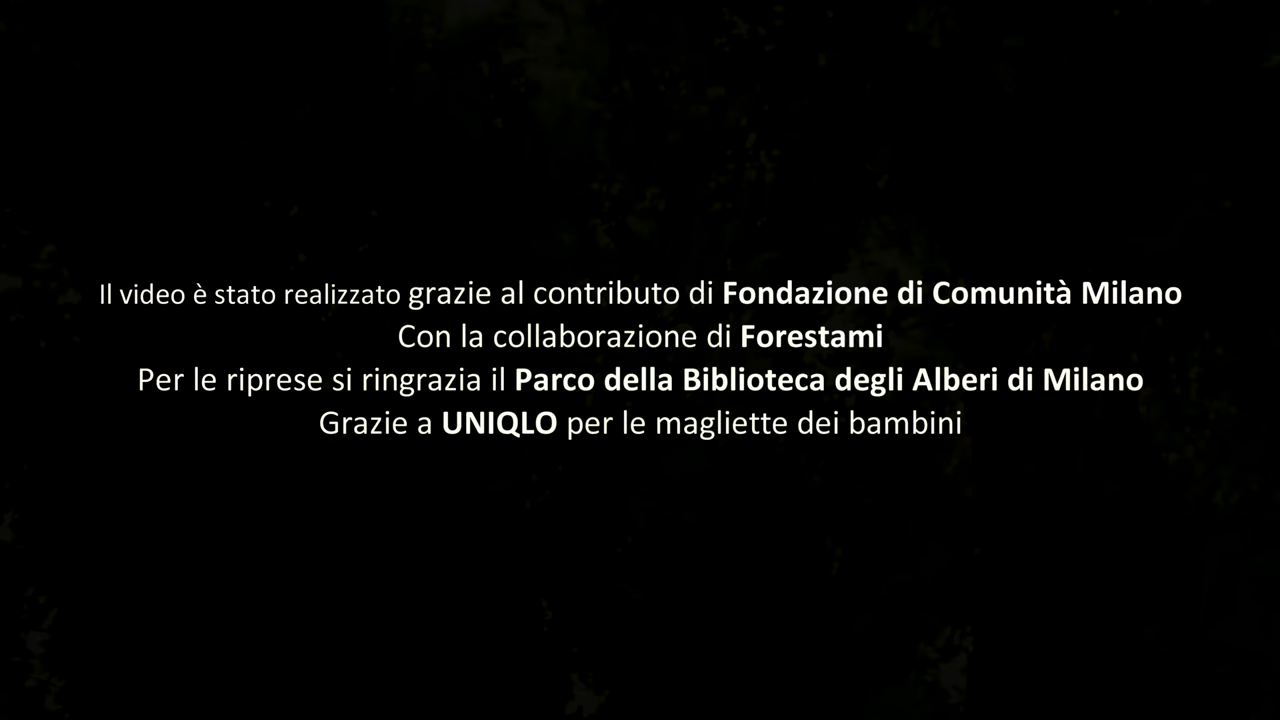 Il video è stato realizzato grazie al contributo di Fondazione di Comunità Milano
Con la collaborazione di Forestami
Per le riprese si ringrazia il Parco della Biblioteca degli Alberi di Milano
Grazie a UNIQLO per le magliette dei bambini